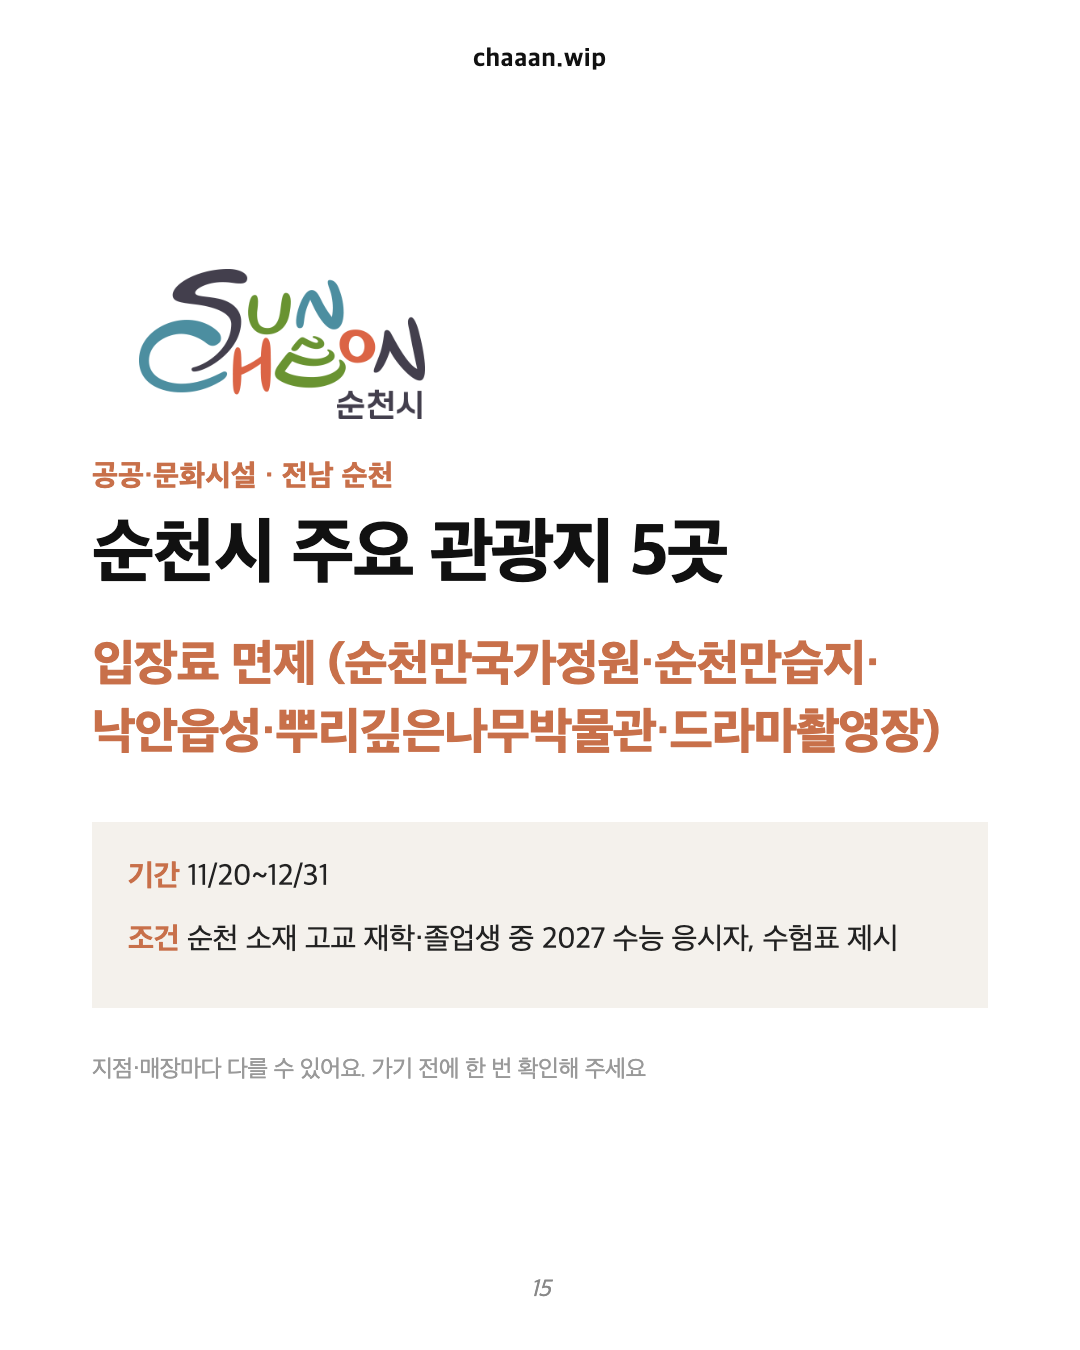 chaaan.wip
SUN
CHEON
순천시
공공·문화시설 · 전남 순천
순천시 주요 관광지 5곳
입장료 면제 (순천만국가정원·순천만습지·
낙안읍성·뿌리깊은나무박물관·드라마촬영장)
기간 11/20~12/31
조건 순천 소재 고교 재학·졸업생 중 2027 수능 응시자, 수험표 제시
지점·매장마다 다를 수 있어요. 가기 전에 한 번 확인해 주세요
15